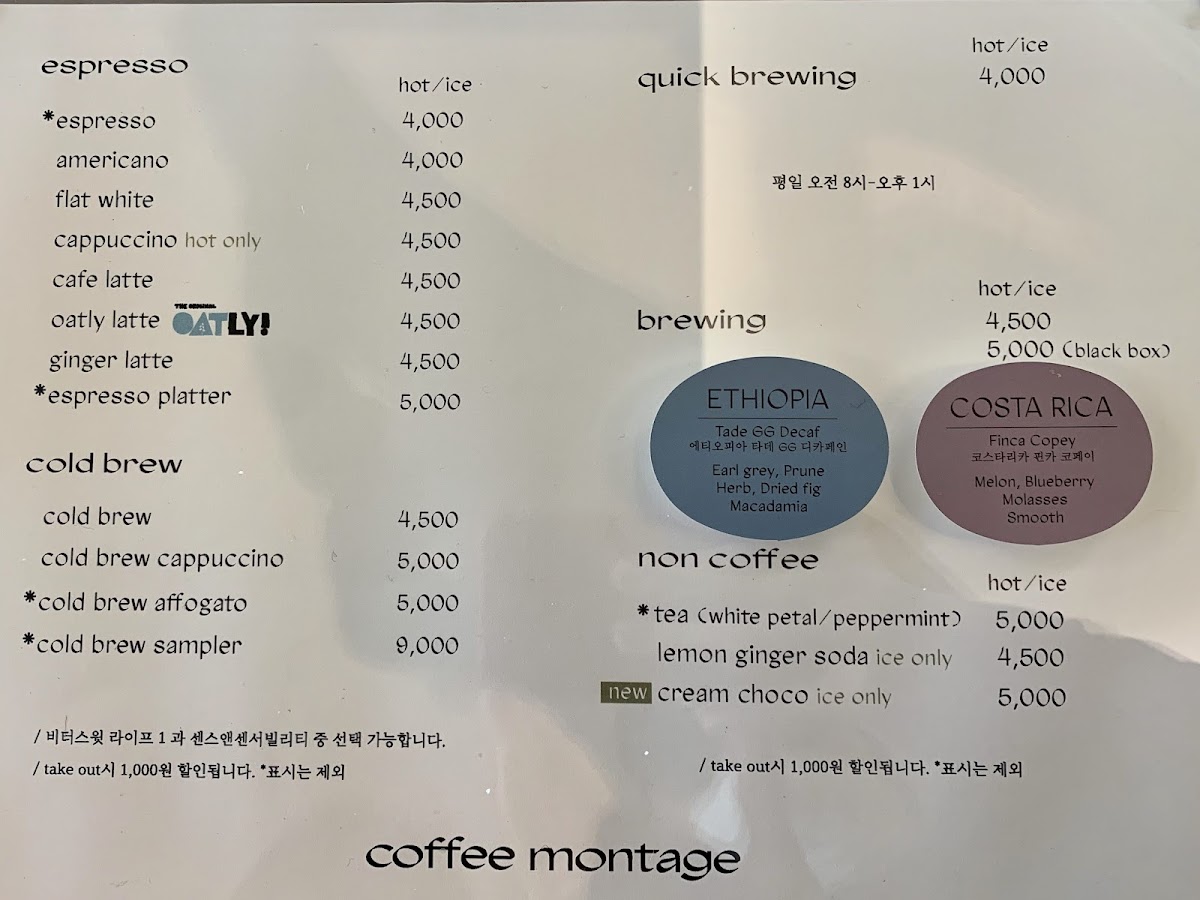 espresso
hot/ice
*espresso 4,000
americano 4,000
flat white 4,500
cappuccino hot only 4,500
cafe latte 4,500
oatly latte THE ORIGINAL OATLY! 4,500
ginger latte 4,500
*espresso platter 5,000
cold brew
cold brew 4,500
cold brew cappuccino 5,000
*cold brew affogato 5,000
*cold brew sampler 9,000
/ 비터스윗 라이프 1 과 센스앤센서빌리티 중 선택 가능합니다.
/ take out시 1,000원 할인됩니다. *표시는 제외
hot/ice
quick brewing 4,000
평일 오전 8시-오후 1시
hot/ice
brewing 4,500
5,000 (black box)
ETHIOPIA
Tade GG Decaf
에티오피아 타데 GG 디카페인
Earl grey, Prune
Herb, Dried fig
Macadamia
COSTA RICA
Finca Copey
코스타리카 핀카 코페이
Melon, Blueberry
Molasses
Smooth
non coffee
hot/ice
*tea (white petal/peppermint) 5,000
lemon ginger soda ice only 4,500
new cream choco ice only 5,000
/ take out시 1,000원 할인됩니다. *표시는 제외
coffee montage